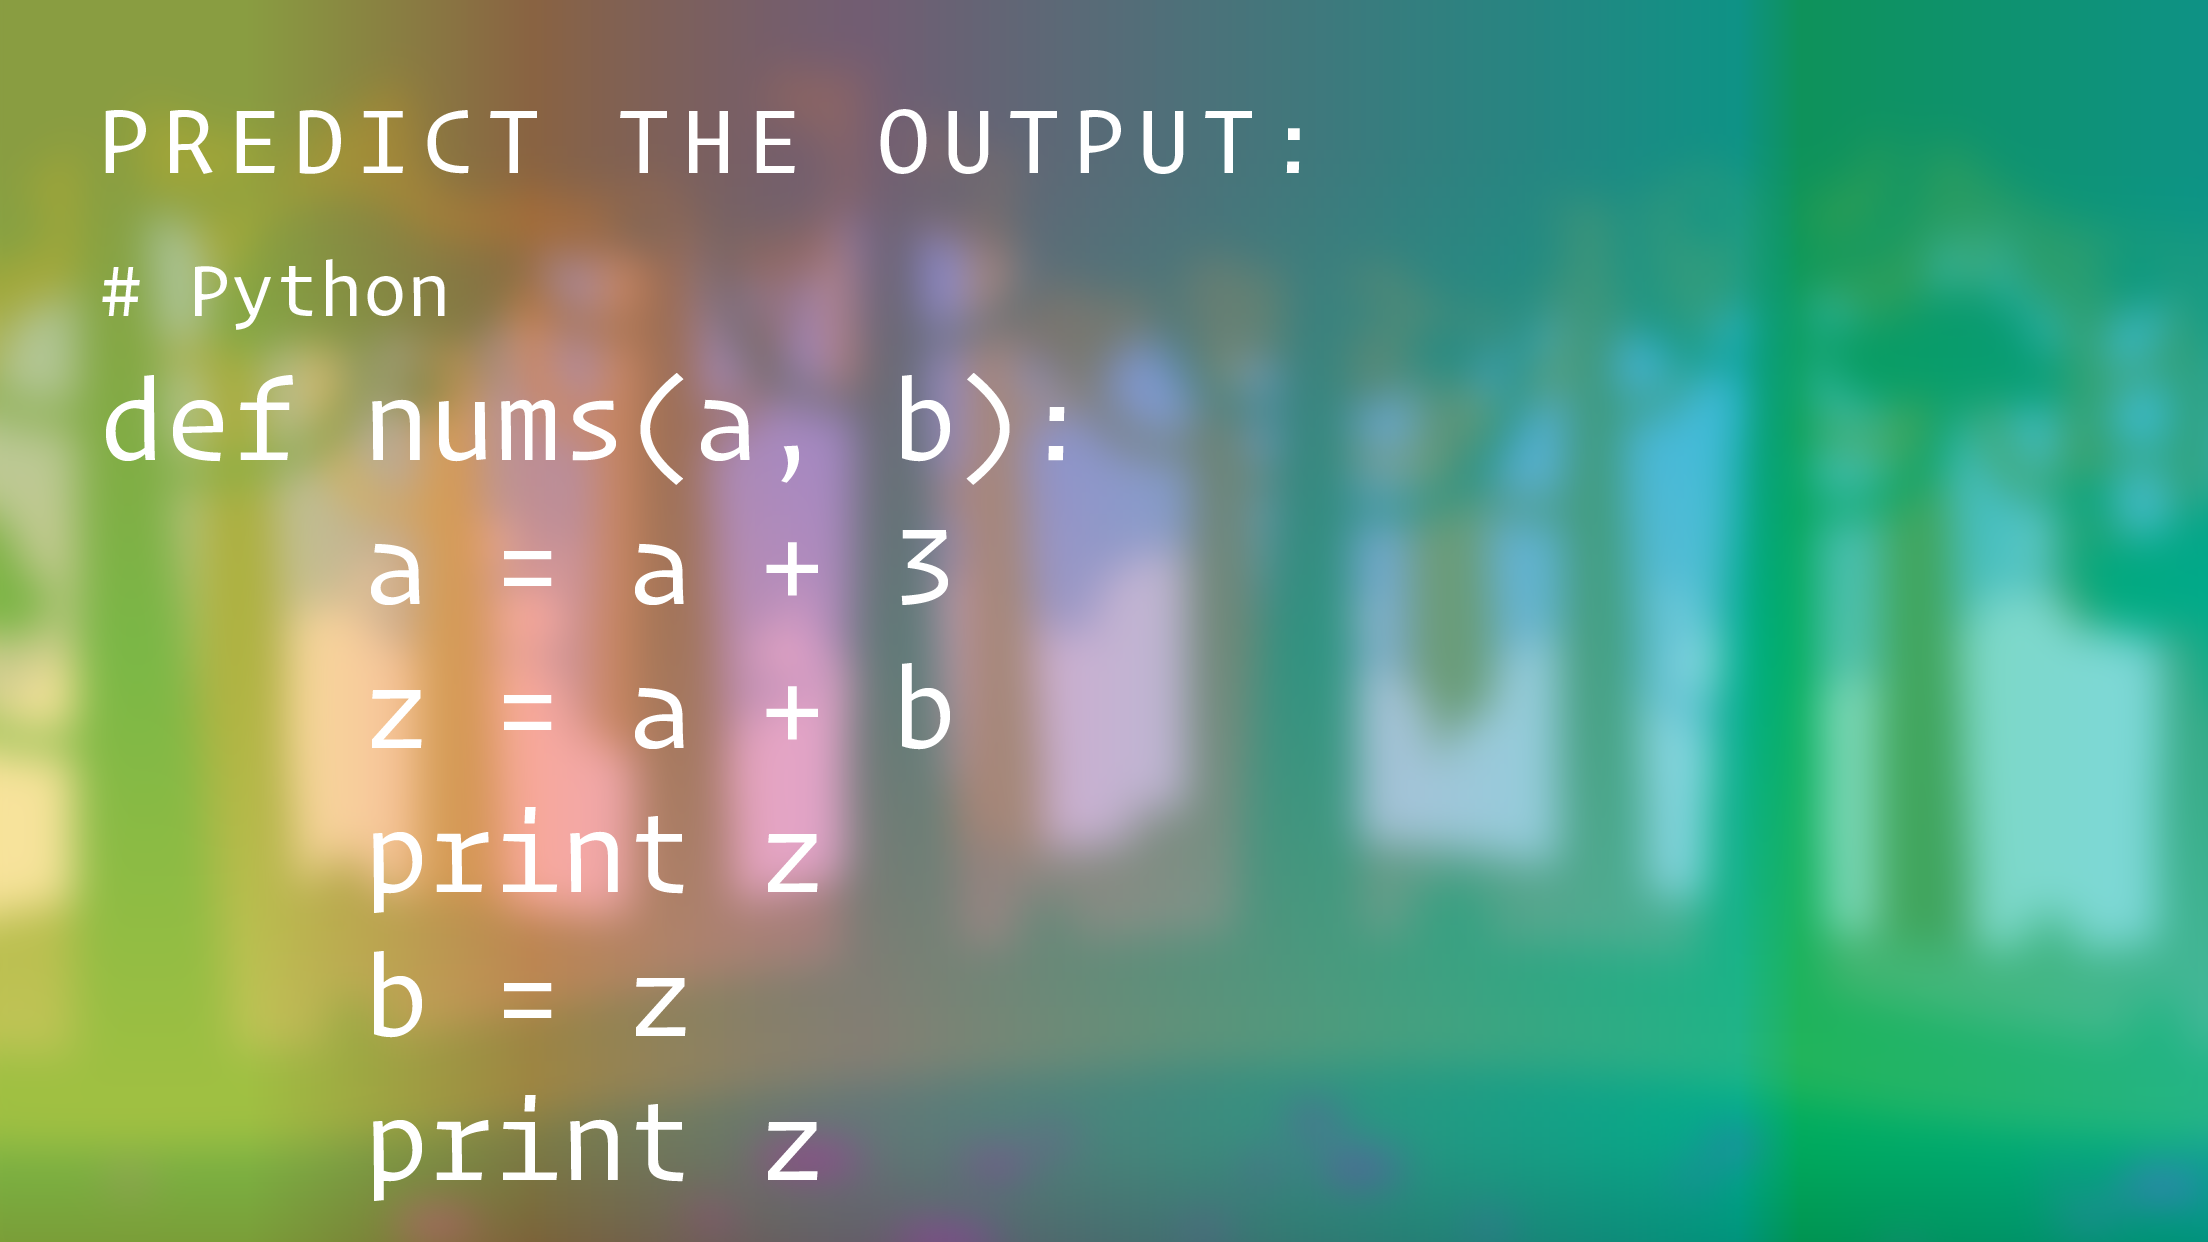 PREDICT THE OUTPUT:
# Python
def nums(a, b):
    a = a + 3
    z = a + b
    print z
    b = z
    print z